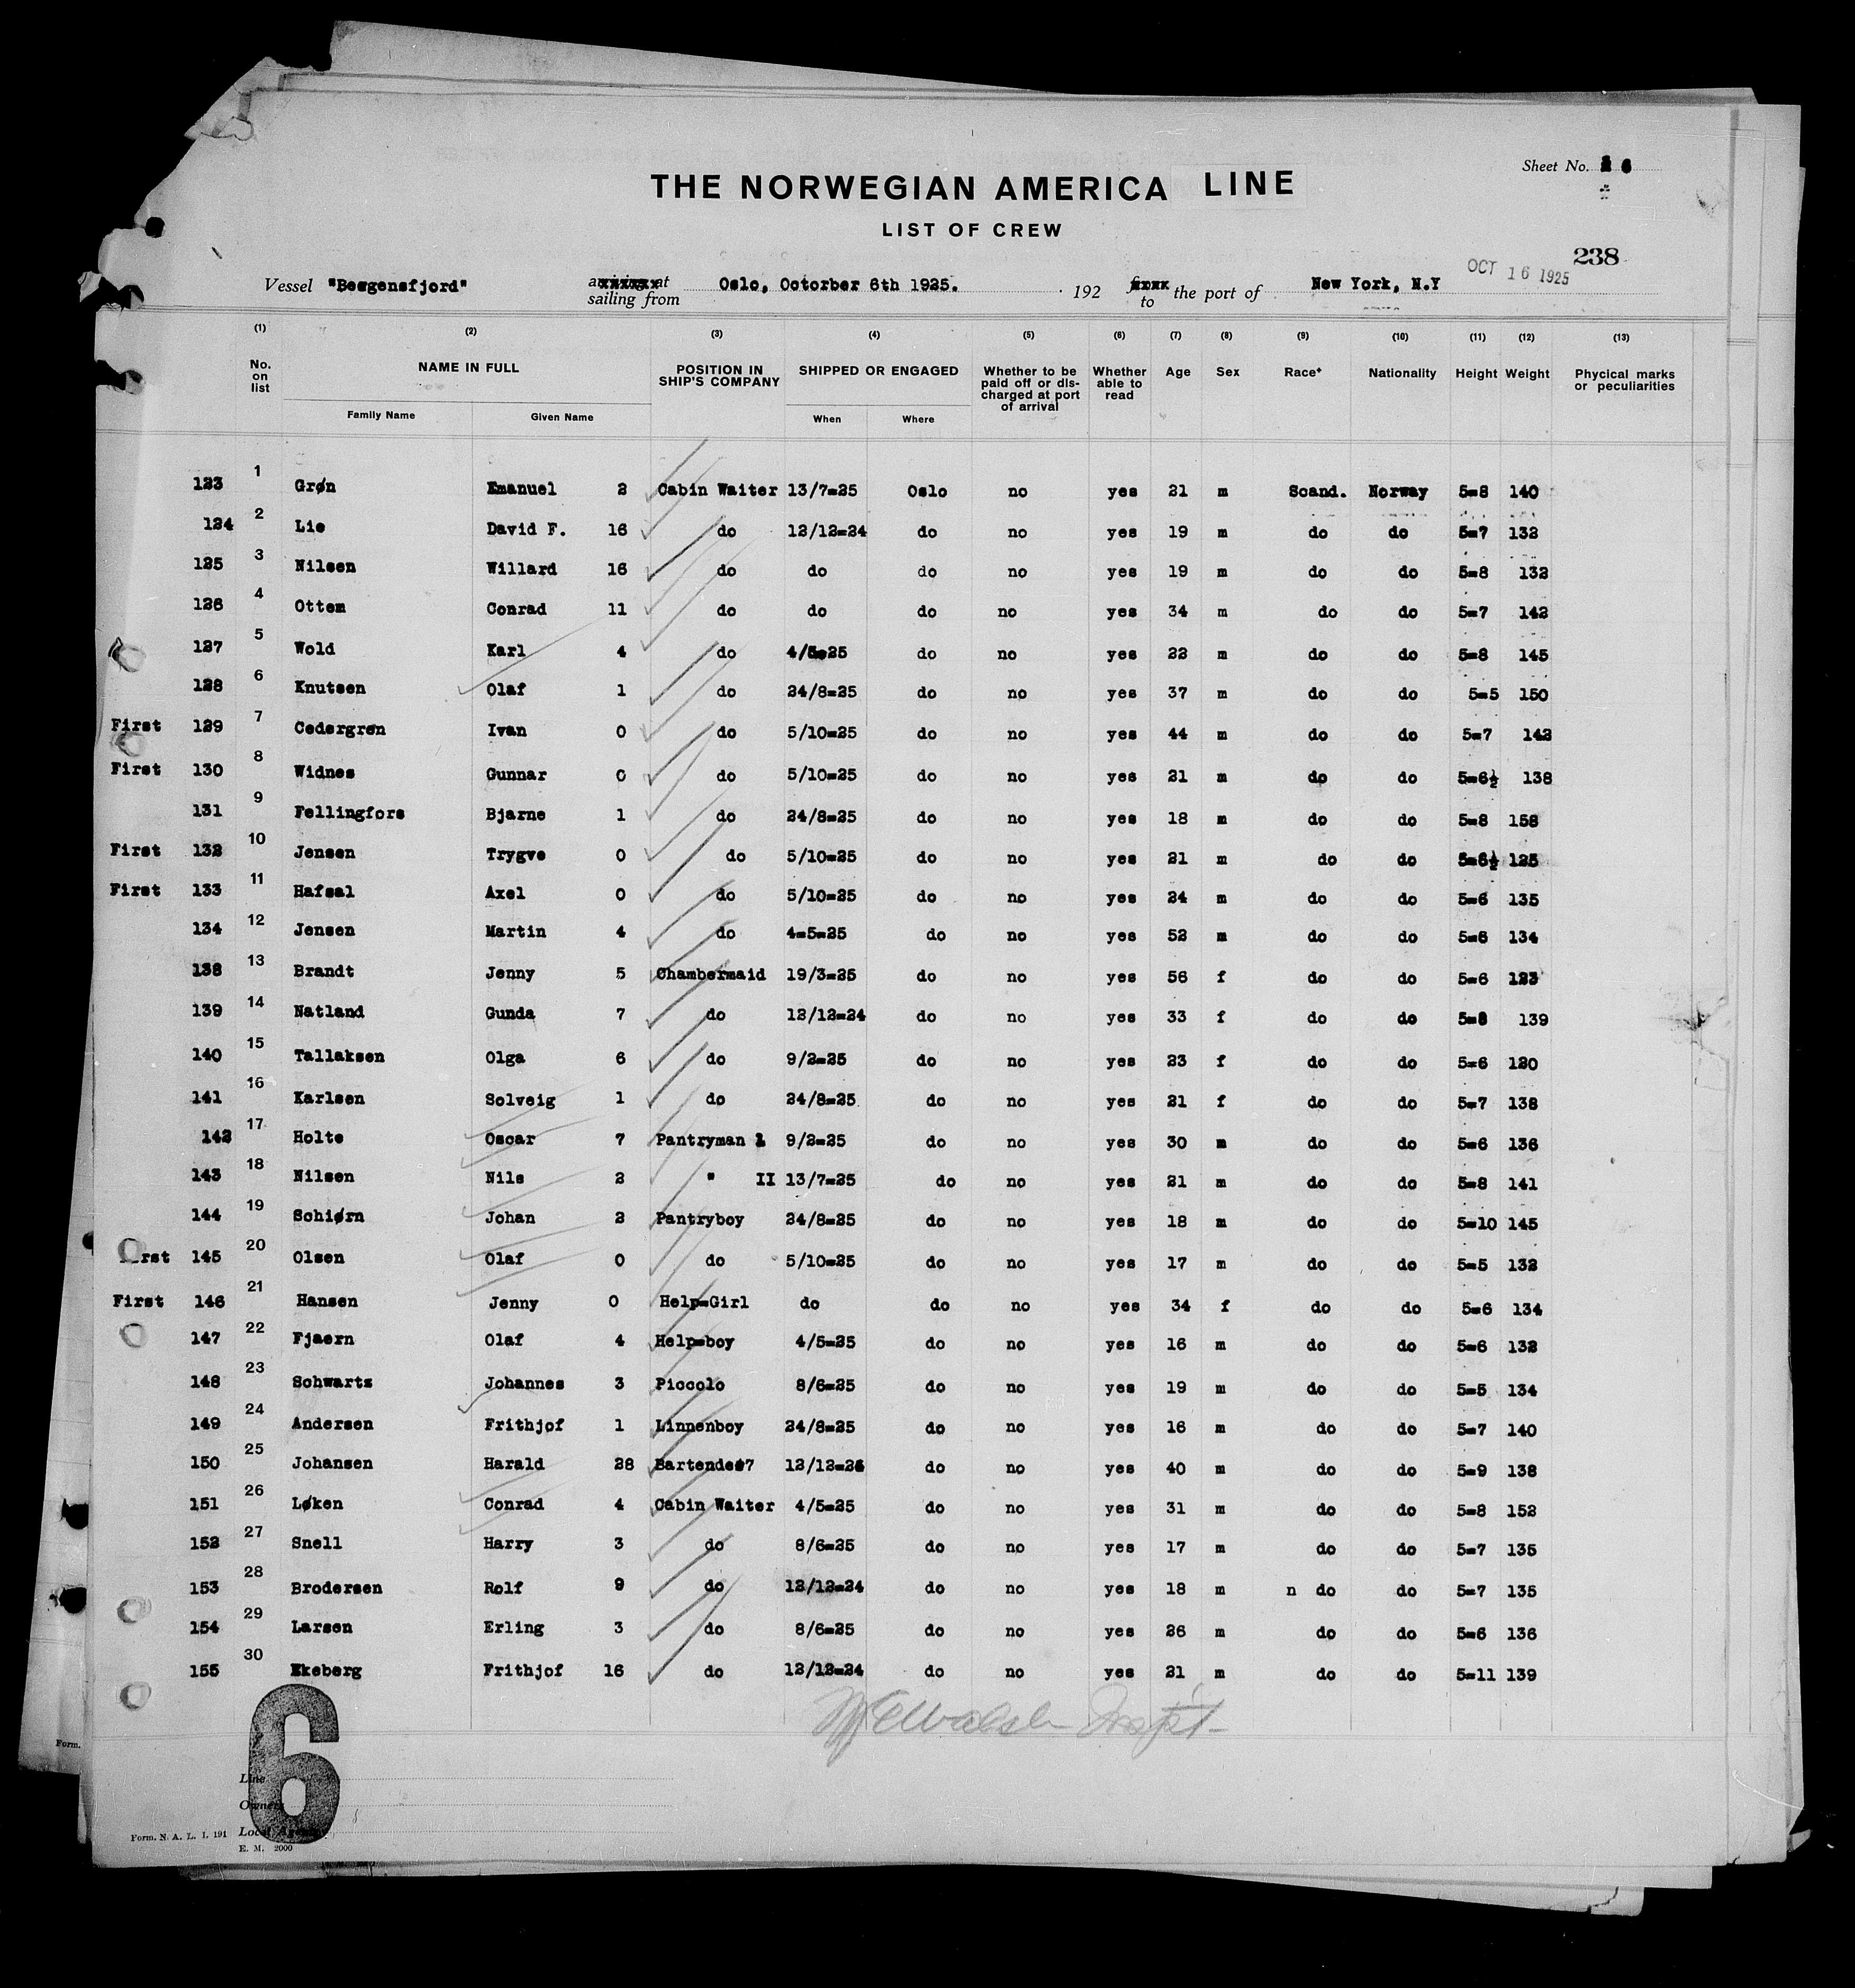 Sheet No. 6
THE NORWEGIAN AMERICA LINE
LIST OF CREW
238
OCT 16 1925
Vessel "Bergensfjord" sailing from Oslo, Octorber 6th 1925. 192 to the port of New York, N.Y
(1) (2) (3) (4) (5) (6) (7) (8) (9) (10) (11) (12) (13)
No. on list NAME IN FULL POSITION IN SHIP'S COMPANY SHIPPED OR ENGAGED Whether to be paid off or discharged at port of arrival Whether able to read Age Sex Race* Nationality Height Weight Phycical marks or peculiarities
Family Name Given Name When Where
123 1 Grøn Emanuel 2 Cabin Waiter 13/7=25 Oslo no yes 21 m Scand. Norway 5=8 140
124 2 Lie David F. 16 do 12/12=24 do no yes 19 m do do 5=7 132
125 3 Nilsen Willard 16 do do do no yes 19 m do do 5=8 132
126 4 Ottem Conrad 11 do do do no yes 34 m do do 5=7 142
127 5 Wold Karl 4 do 4/5=25 do no yes 22 m do do 5=8 145
128 6 Knutsen Olaf 1 do 24/8=25 do no yes 37 m do do 5=5 150
First 129 7 Cedergren Ivan 0 do 5/10=25 do no yes 44 m do do 5=7 142
First 130 8 Widnes Gunnar 0 do 5/10=25 do no yes 21 m do do 5=6½ 138
131 9 Fellingfors Bjarne 1 do 24/8=25 do no yes 18 m do do 5=8 158
First 132 10 Jensen Trygve 0 do 5/10=25 do no yes 21 m do do 5=6½ 125
First 133 11 Hafsal Axel 0 do 5/10=25 do no yes 24 m do do 5=6 135
134 12 Jensen Martin 4 do 4=5=25 do no yes 52 m do do 5=6 134
138 13 Brandt Jenny 5 Chambermaid 19/3=25 do no yes 56 f do do 5=6 123
139 14 Natland Gunda 7 do 12/12=24 do no yes 33 f do do 5=8 139
140 15 Tallaksen Olga 6 do 9/2=25 do no yes 23 f do do 5=6 120
141 16 Karlsen Solveig 1 do 24/8=25 do no yes 21 f do do 5=7 138
142 17 Holte Oscar 7 Pantryman 1 9/2=25 do no yes 30 m do do 5=6 136
143 18 Nilsen Nils 2 " II 13/7=25 do no yes 21 m do do 5=8 141
144 19 Schiørn Johan 2 Pantryboy 24/8=25 do no yes 18 m do do 5=10 145
rst 145 20 Olsen Olaf 0 do 5/10=25 do no yes 17 m do do 5=5 132
First 146 21 Hansen Jenny 0 Help=Girl do do no yes 34 f do do 5=6 134
147 22 Fjaern Olaf 4 Help=boy 4/5=25 do no yes 16 m do do 5=6 132
148 23 Schwartz Johannes 3 Piccolo 8/6=25 do no yes 19 m do do 5=5 134
149 24 Andersen Frithjof 1 Linnenboy 24/8=25 do no yes 16 m do do 5=7 140
150 25 Johansen Harald 28 do no yes 40 m do do 5=9 138
151 26 Løken Conrad 4 Cabin Waiter 4/5=25 do no yes 31 m do do 5=8 152
152 27 Snell Harry 3 do 8/6=25 do no yes 17 m do do 5=7 135
153 28 Brodersen Rolf 9 do 12/12=24 do no yes 18 m n do do 5=7 135
154 29 Larsen Erling 3 do 8/6=25 do no yes 26 m do do 5=6 136
155 30 Ekeberg Frithjof 16 do 12/12=24 do no yes 21 m do do 5=11 139
6
Line
Owners
Local
Form. N. A. L. I. 191
E. M. 2000
Form.